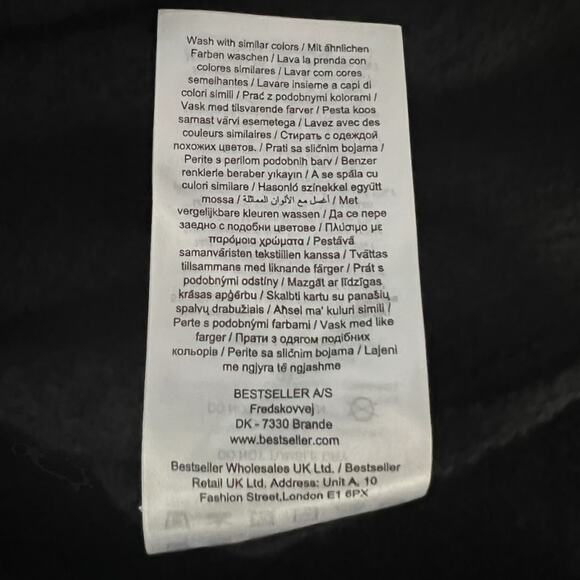 Wash with similar colors / Mit ähnlichen
Farben waschen / Lava la prenda con
colores similares / Lavar com cores
semelhantes / Lavare insieme a capi di
colori simili / Prać z podobnymi kolorami /
Vask med tilsvarende farver / Pesta koos
samast värvi esemetega / Lavez avec des
couleurs similaires / Стирать с одеждой
похожих цветов. / Prati sa sličnim bojama /
Perite s perilom podobnih barv / Benzer
renklerle beraber yıkayın / A se spăla cu
culori similare / Hasonló színekkel együtt
mossa / أغسل مع الألوان المماثلة / Met
vergelijkbare kleuren wassen / Да се пере
заедно с подобни цветове / Πλύσιμο με
παρόμοια χρώματα / Pestävä
samanväristen tekstiilien kanssa / Tvättas
tillsammans med liknande färger / Prát s
podobnými odstíny / Mazgāt ar līdzīgas
krāsas apģērbu / Skalbti kartu su panašių
spalvų drabužiais / Aħsel ma' kuluri simili /
Perte s podobnými farbami / Vask med like
farger / Прати з одягом подібних
кольорів / Perite sa sličnim bojama / Lajeni
me ngjyra të ngjashme
BESTSELLER A/S
Fredskovvej
DK - 7330 Brande
www.bestseller.com
Bestseller Wholesales UK Ltd. / Bestseller
Retail UK Ltd. Address: Unit A, 10
Fashion Street,London E1 6PX